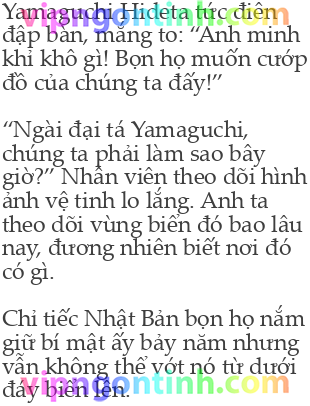 Yamaguchi Hideta tức điên
đập bàn, mắng to: “Anh minh
khỉ khô gì! Bọn họ muốn cướp
đồ của chúng ta đấy!”
“Ngài đại tá Yamaguchi,
chúng ta phải làm sao bây
giờ?” Nhân viên theo dõi hình
ảnh vệ tinh lo lắng. Anh ta
theo dõi vùng biển đó bao lâu
nay, đương nhiên biết nơi đó
có gì.
Chỉ tiếc Nhật Bản bọn họ nắm
giữ bí mật ấy bảy năm nhưng
vẫn không thể vớt nó từ dưới
đáy biển lên.
vipngontinh.com
vipngontinh.com
vipngontinh.com